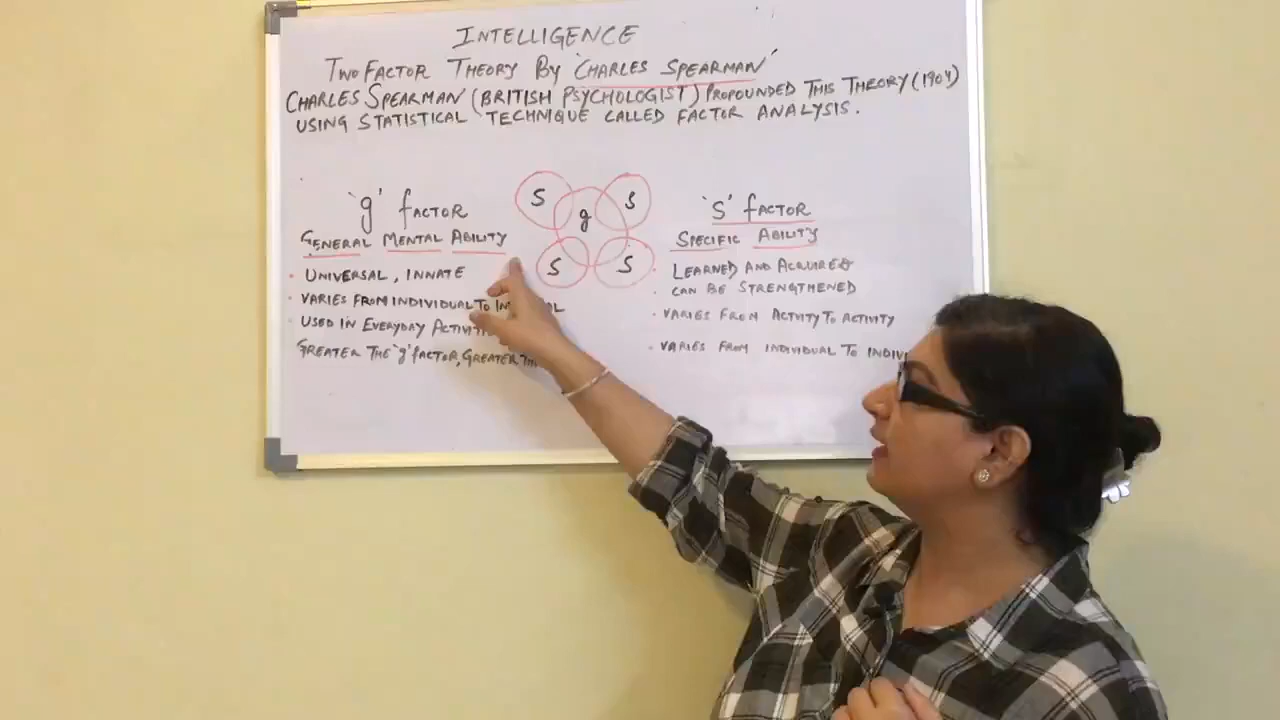 INTELLIGENCE
TWO FACTOR THEORY BY 'CHARLES SPEARMAN'
CHARLES SPEARMAN (BRITISH PSYCHOLOGIST) PROPOUNDED THIS THEORY (1904)
USING STATISTICAL TECHNIQUE CALLED FACTOR ANALYSIS.
'g' FACTOR
GENERAL MENTAL ABILITY
• UNIVERSAL, INNATE
• VARIES FROM INDIVIDUAL TO
• USED IN EVERYDAY
GREATER THE 'g' FACTOR, GREATER
S S
g
S S
'S' FACTOR
SPECIFIC ABILITY
• LEARNED AND ACQUIRED
• CAN BE STRENGTHENED
• VARIES FROM ACTVITY TO ACTIVITY
• VARIES FROM INDIVIDUAL TO